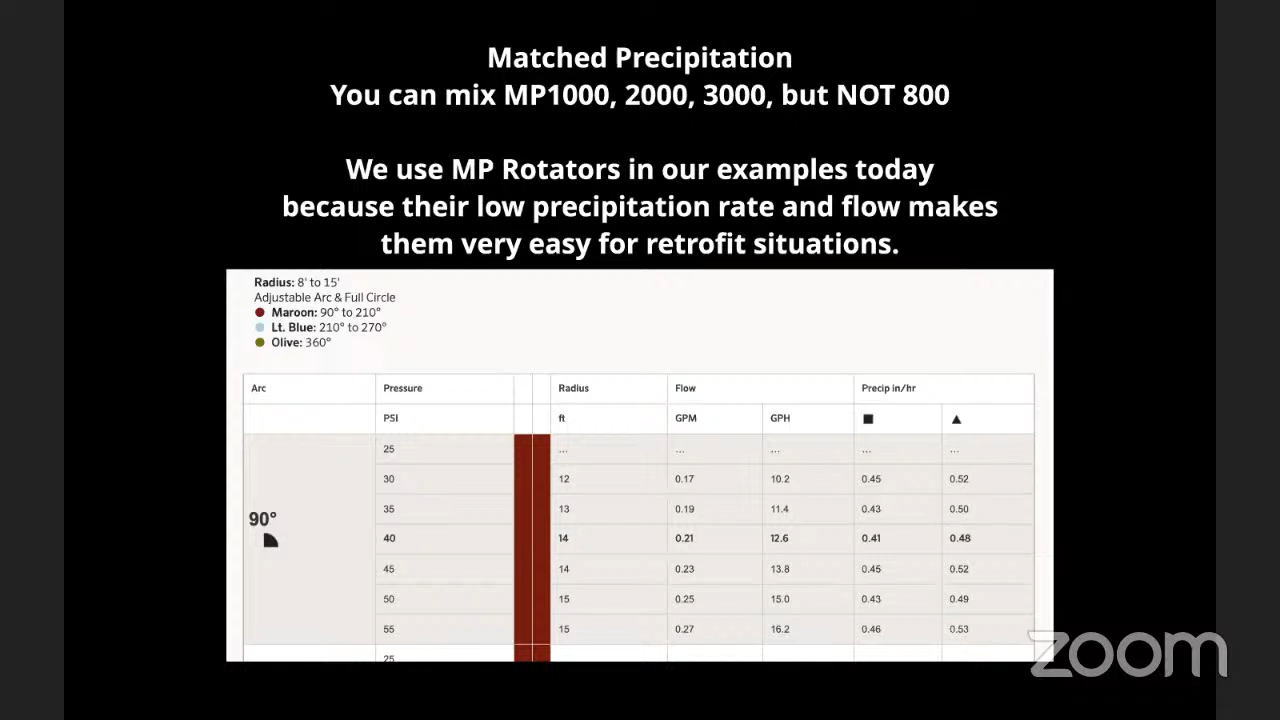 Matched Precipitation
You can mix MP1000, 2000, 3000, but NOT 800
We use MP Rotators in our examples today
because their low precipitation rate and flow makes
them very easy for retrofit situations.
Radius: 8' to 15'
Adjustable Arc & Full Circle
Maroon: 90° to 210°
Lt. Blue: 210° to 270°
Olive: 360°
Arc Pressure Radius Flow Precip in/hr
PSI ft GPM GPH ■ ▲
25 ... ... ... ... ...
30 12 0.17 10.2 0.45 0.52
35 13 0.19 11.4 0.43 0.50
90°
40 14 0.21 12.6 0.41 0.48
45 14 0.23 13.8 0.45 0.52
50 15 0.25 15.0 0.43 0.49
55 15 0.27 16.2 0.46 0.53
25
zoom